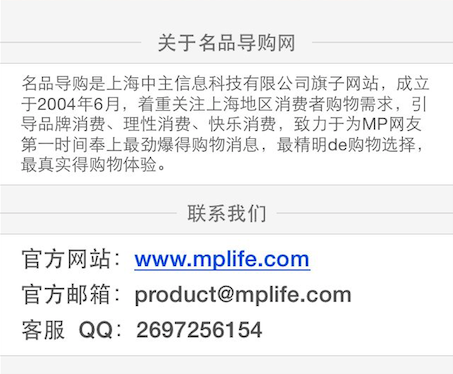 关于名品导购网
名品导购是上海中主信息科技有限公司旗子网站，成立
于2004年6月，着重关注上海地区消费者购物需求，引
导品牌消费、理性消费、快乐消费，致力于为MP网友
第一时间奉上最劲爆得购物消息，最精明de购物选择，
最真实得购物体验。
联系我们
官方网站：www.mplife.com
官方邮箱：product@mplife.com
客服 QQ：2697256154